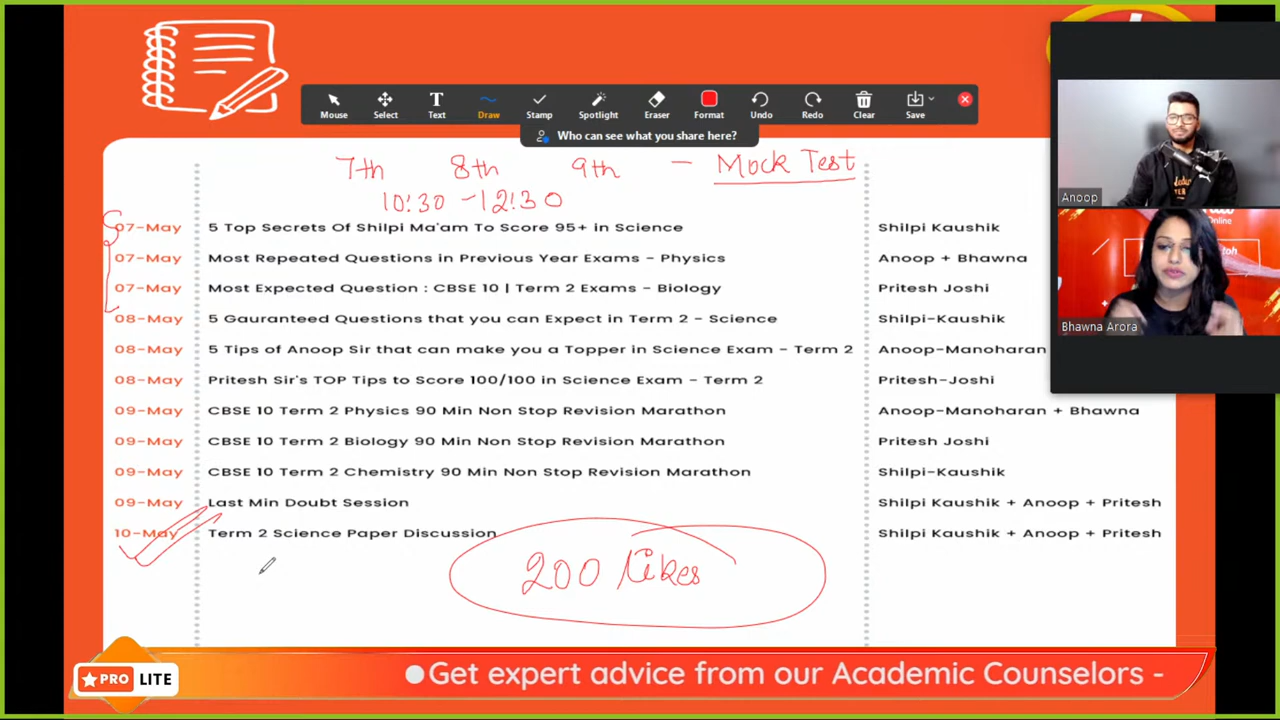 Mouse Select Text Draw Stamp Spotlight Eraser Format Undo Redo Clear Save
Who can see what you share here?
7th 8th 9th - Mock Test
10:30 - 12:30
07-May 5 Top Secrets Of Shilpi Ma'am To Score 95+ in Science Shilpi Kaushik
07-May Most Repeated Questions in Previous Year Exams - Physics Anoop + Bhawna
07-May Most Expected Question : CBSE 10 | Term 2 Exams - Biology Pritesh Joshi
08-May 5 Gauranteed Questions that you can Expect in Term 2 - Science Shilpi-Kaushik
08-May 5 Tips of Anoop Sir that can make you a Topper in Science Exam - Term 2 Anoop-Manoharan
08-May Pritesh Sir's TOP Tips to Score 100/100 in Science Exam - Term 2 Pritesh-Joshi
09-May CBSE 10 Term 2 Physics 90 Min Non Stop Revision Marathon Anoop-Manoharan + Bhawna
09-May CBSE 10 Term 2 Biology 90 Min Non Stop Revision Marathon Pritesh Joshi
09-May CBSE 10 Term 2 Chemistry 90 Min Non Stop Revision Marathon Shilpi-Kaushik
09-May Last Min Doubt Session Shilpi Kaushik + Anoop + Pritesh
10-May Term 2 Science Paper Discussion Shilpi Kaushik + Anoop + Pritesh
200 likes
Anoop
Online
Bhawna Arora
PRO LITE
Get expert advice from our Academic Counselors -